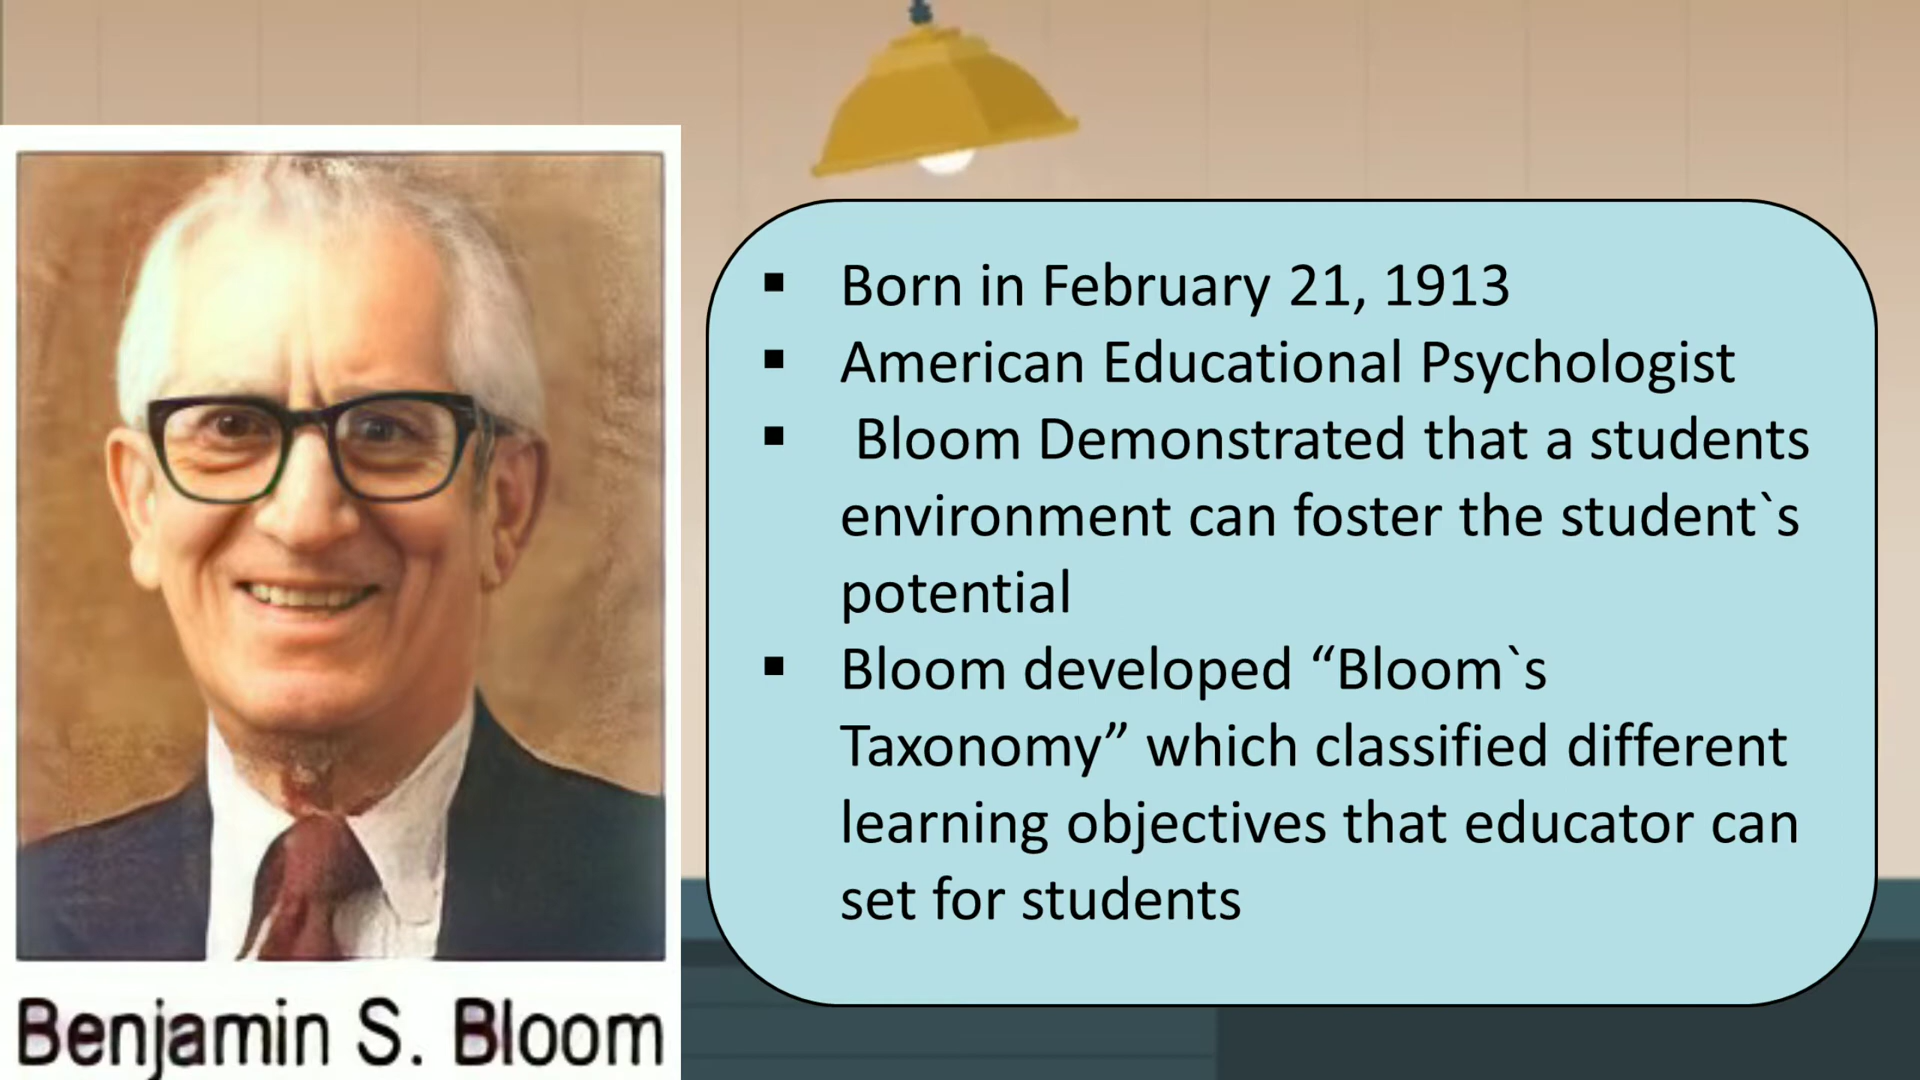 Born in February 21, 1913
American Educational Psychologist
Bloom Demonstrated that a students
environment can foster the student`s
potential
Bloom developed “Bloom`s
Taxonomy” which classified different
learning objectives that educator can
set for students
Benjamin S. Bloom